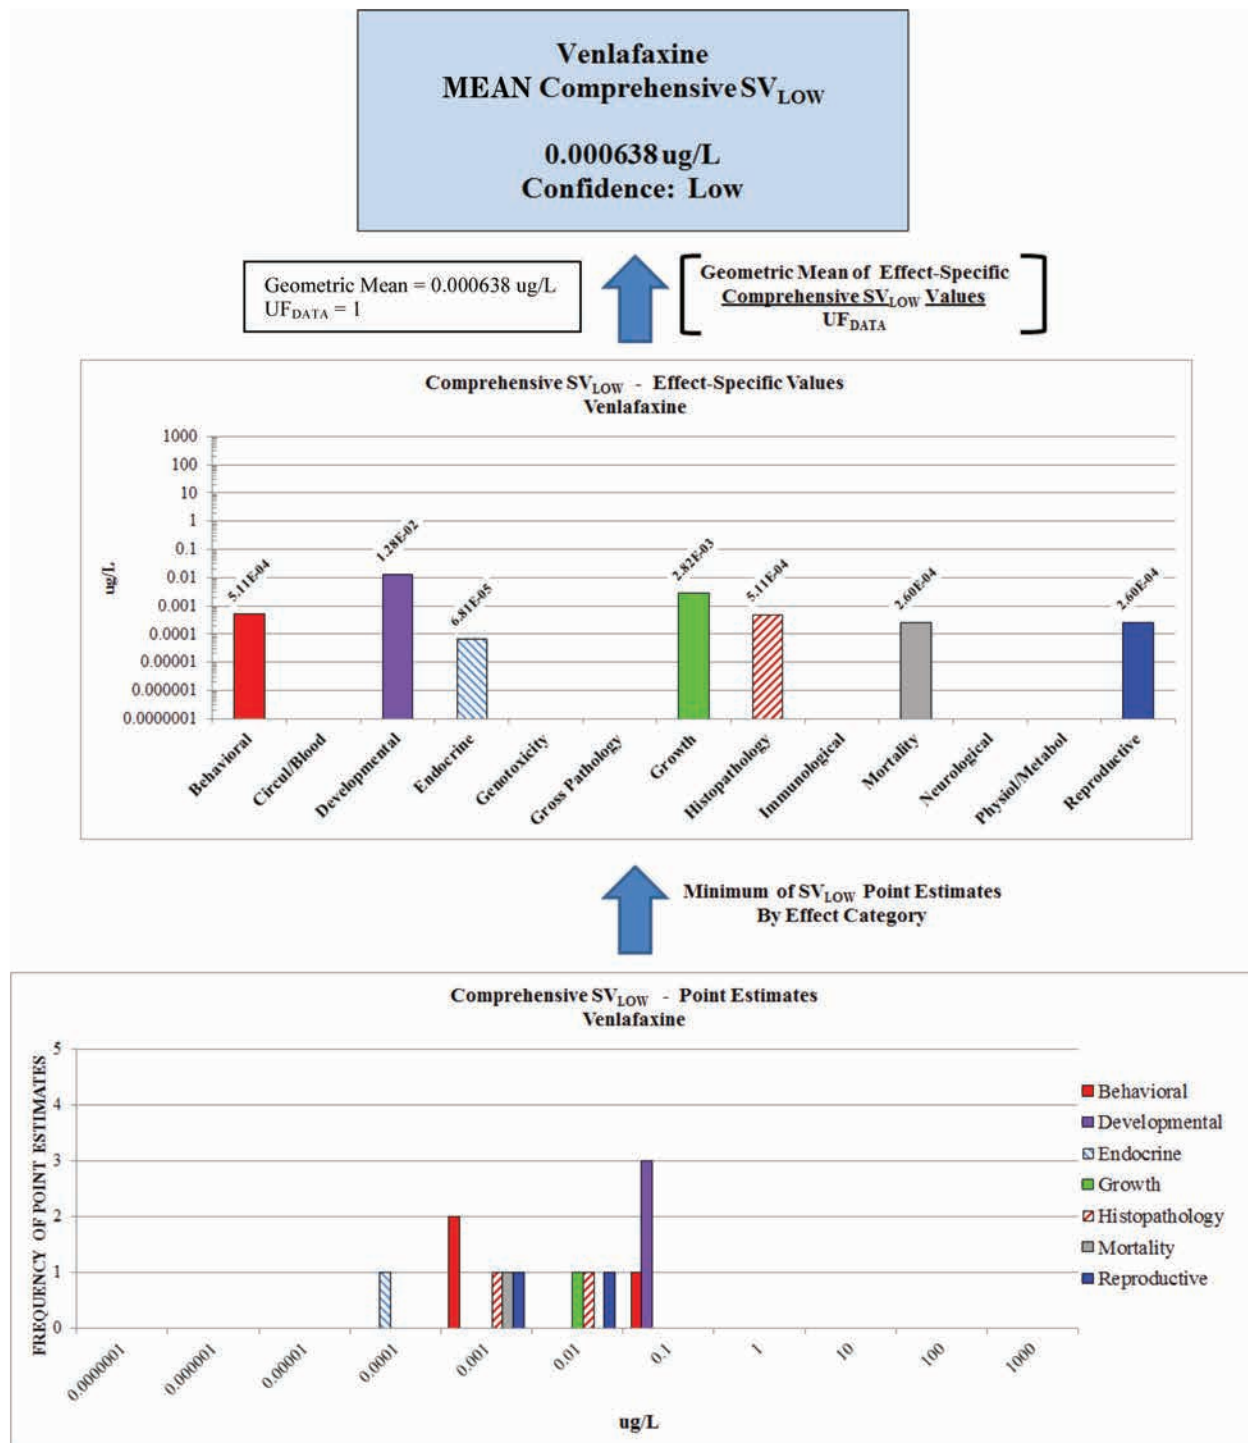 Venlafaxine
MEAN Comprehensive SVLOW
0.000638 ug/L
Confidence: Low
Geometric Mean = 0.000638 ug/L
UFDATA = 1
Geometric Mean of Effect-Specific
Comprehensive SVLOW Values
UFDATA
Comprehensive SVLOW - Effect-Specific Values
Venlafaxine
ug/L
1000
100
10
1
0.1
0.01
0.001
0.0001
0.00001
0.000001
0.0000001
5.11E-04
1.28E-02
6.81E-05
2.82E-03
5.11E-04
2.60E-04
2.60E-04
Behavioral
Circul/Blood
Developmental
Endocrine
Genotoxicity
Gross Pathology
Growth
Histopathology
Immunological
Mortality
Neurological
Physiol/Metabol
Reproductive
Minimum of SVLOW Point Estimates
By Effect Category
Comprehensive SVLOW - Point Estimates
Venlafaxine
FREQUENCY OF POINT ESTIMATES
5
4
3
2
1
0
0.0000001
0.000001
0.00001
0.0001
0.001
0.01
0.1
1
10
100
1000
ug/L
Behavioral
Developmental
Endocrine
Growth
Histopathology
Mortality
Reproductive